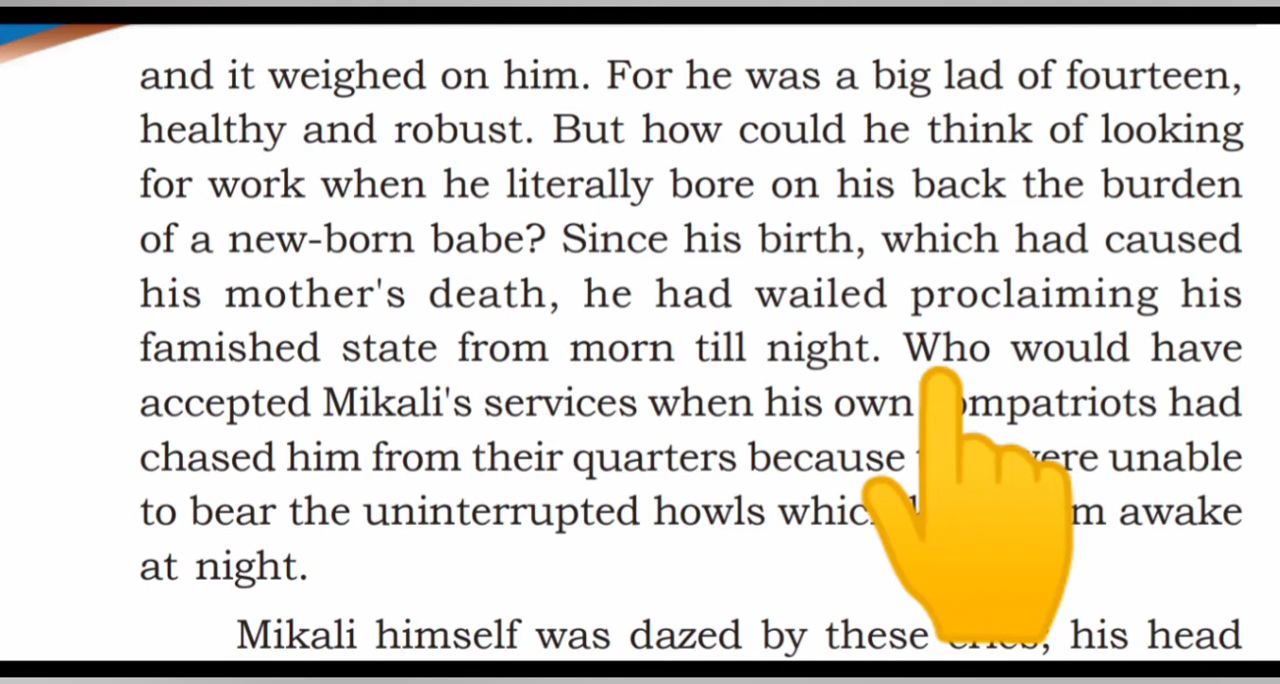 and it weighed on him. For he was a big lad of fourteen,
healthy and robust. But how could he think of looking
for work when he literally bore on his back the burden
of a new-born babe? Since his birth, which had caused
his mother's death, he had wailed proclaiming his
famished state from morn till night. Who would have
accepted Mikali's services when his own had
chased him from their quarters because unable
to bear the uninterrupted howls awake
at night.
Mikali himself was dazed by these his head